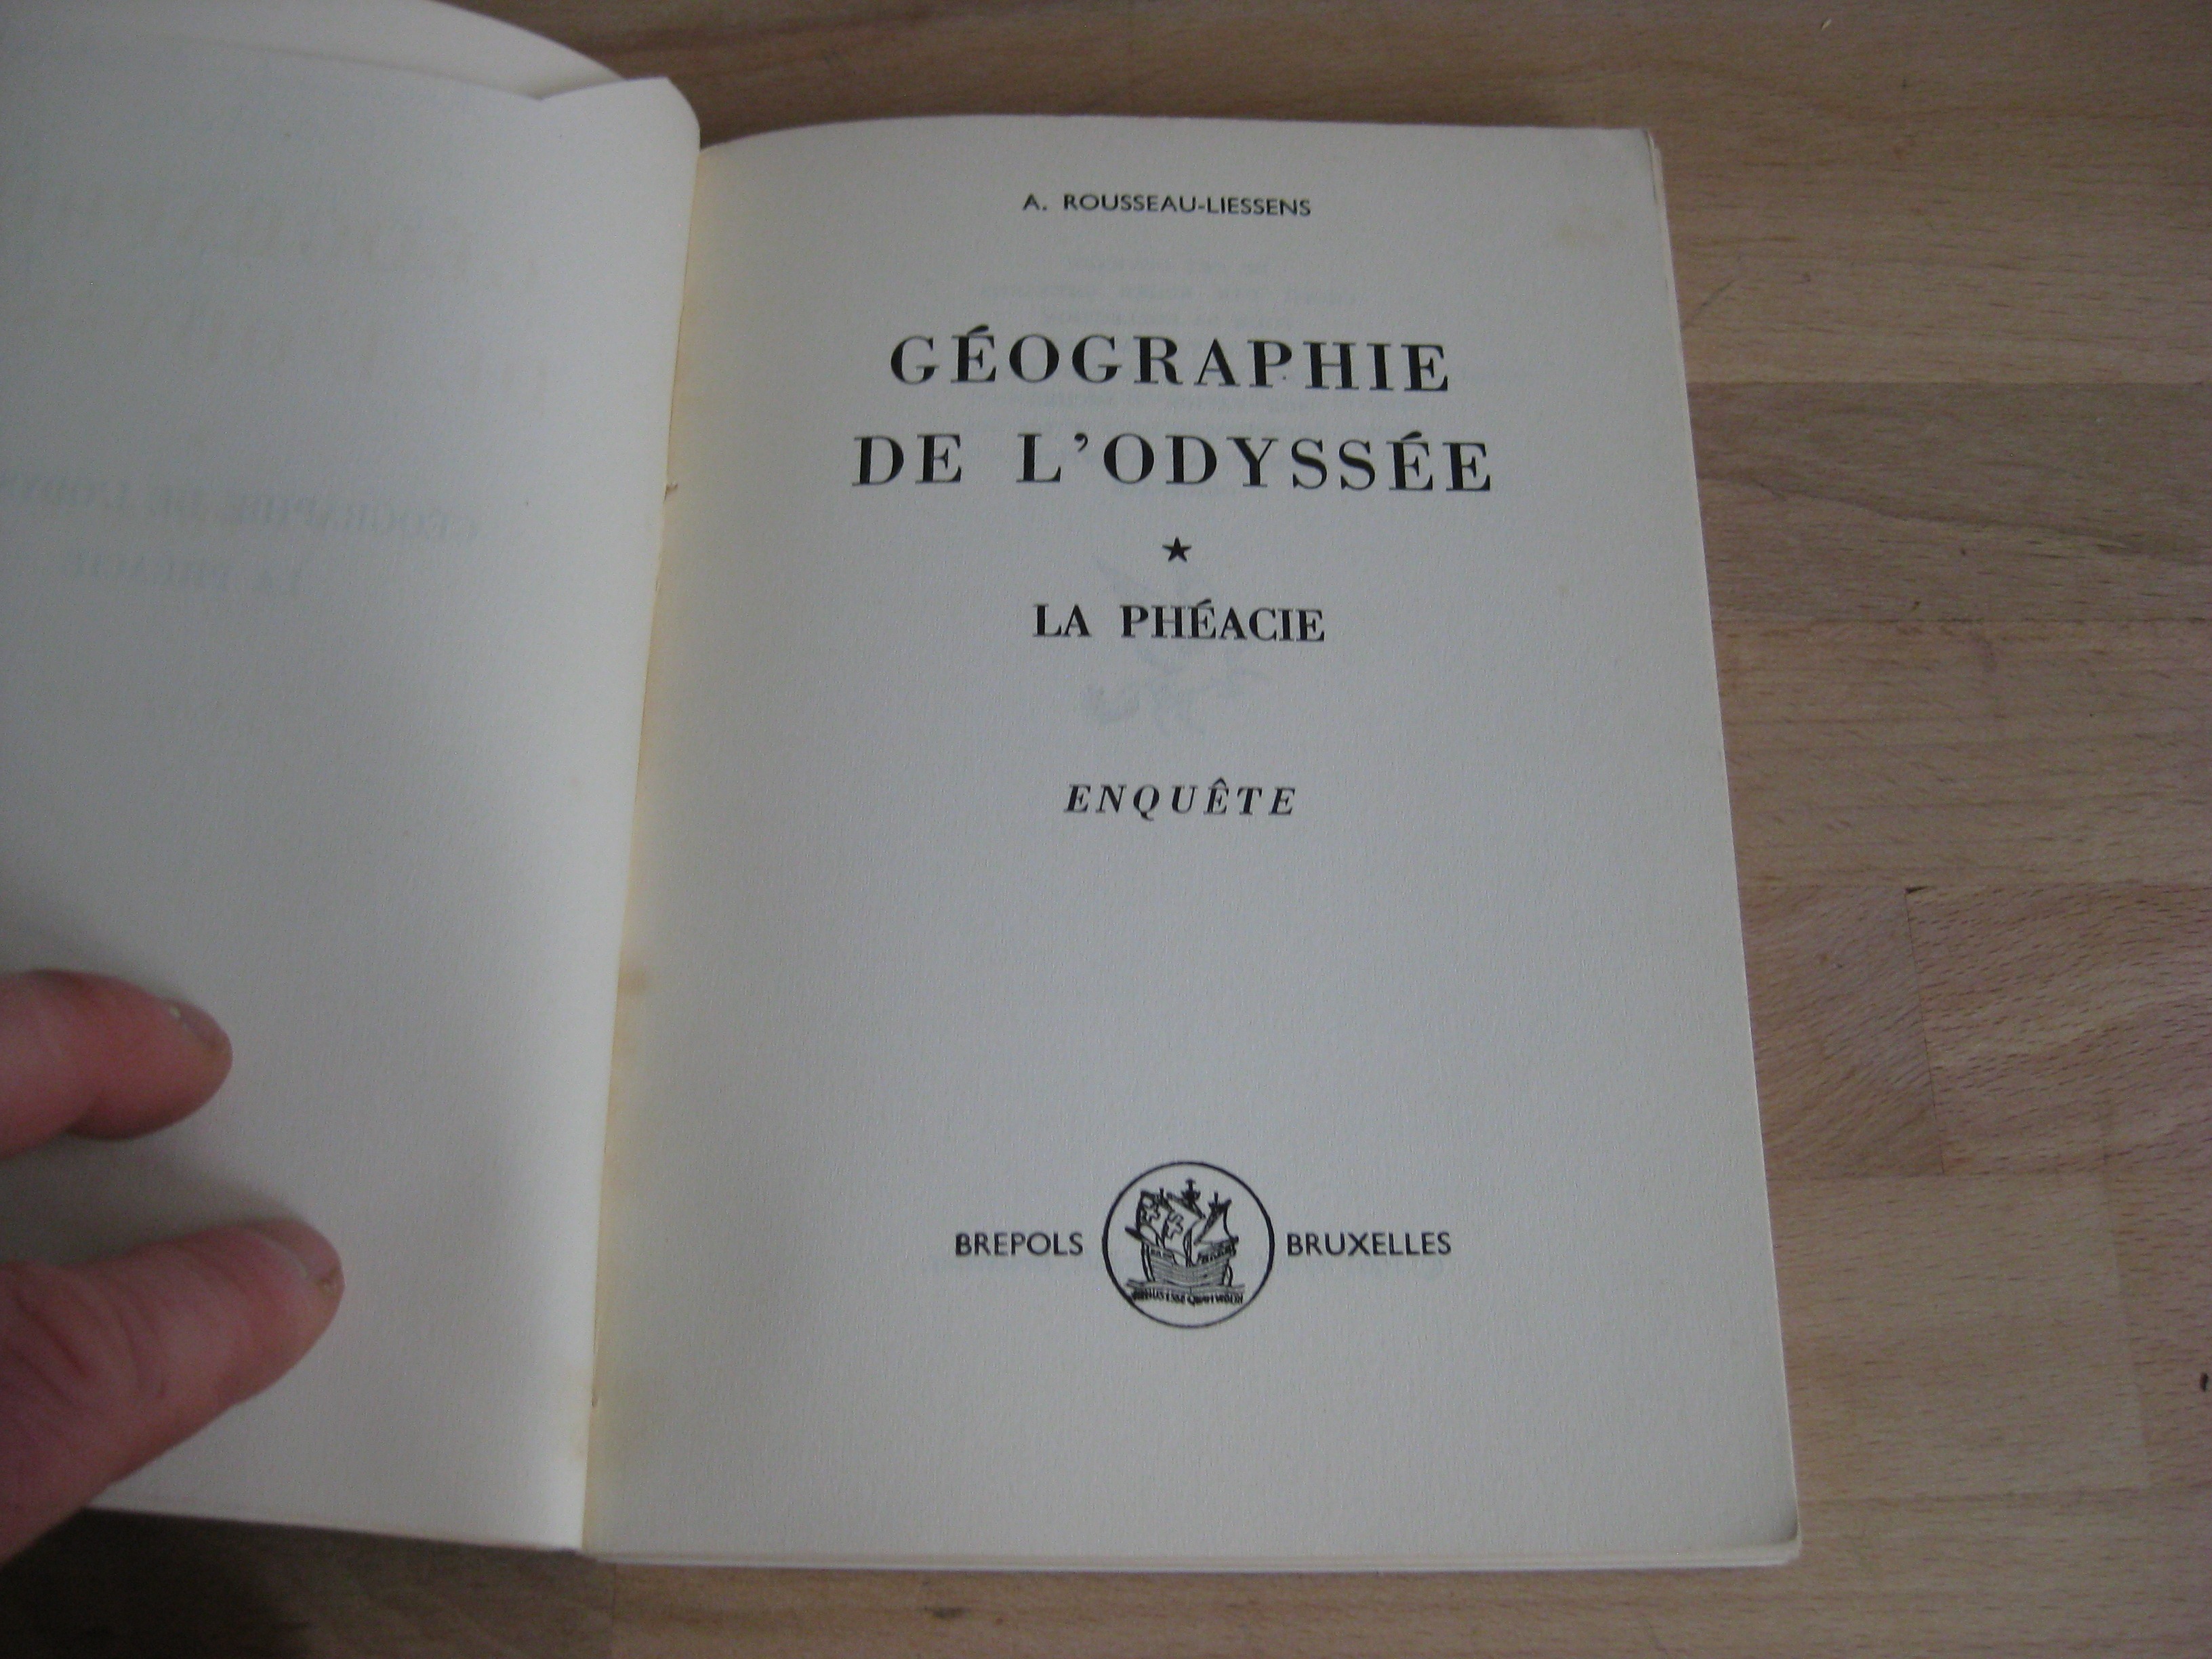 A. ROUSSEAU-LIESSENS
GÉOGRAPHIE
DE L'ODYSSÉE
★
LA PHÉACIE
ENQUÊTE
BREPOLS BRUXELLES